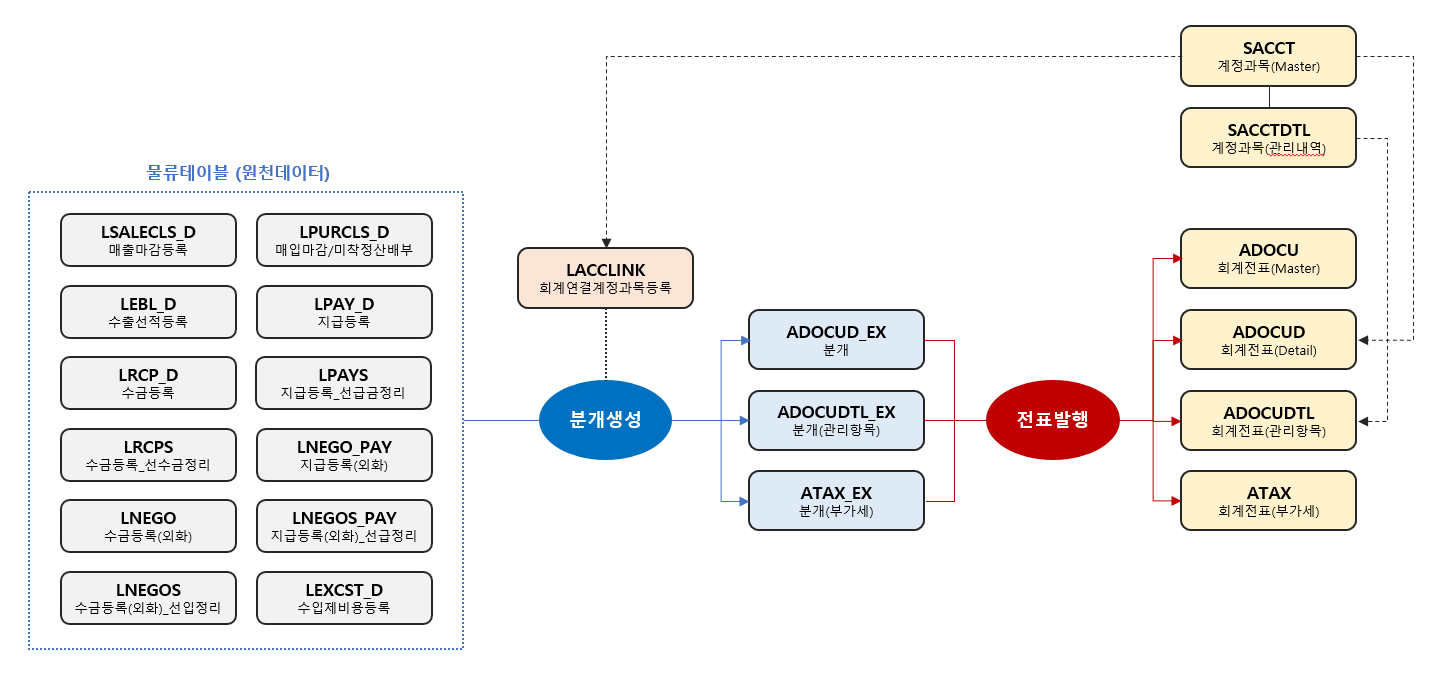 SACCT
계정과목(Master)
SACCTDTL
계정과목(관리내역)
물류테이블 (원천데이터)
LSALECLS_D
매출마감등록
LPURCLS_D
매입마감/미착정산배부
LEBL_D
수출선적등록
LPAY_D
지급등록
LRCP_D
수금등록
LPAYS
지급등록_선급금정리
LRCPS
수금등록_선수금정리
LNEGO_PAY
지급등록(외화)
LNEGO
수금등록(외화)
LNEGOS_PAY
지급등록(외화)_선급정리
LNEGOS
수금등록(외화)_선입정리
LEXCST_D
수입제비용등록
LACCLINK
회계연결계정과목등록
분개생성
ADOCUD_EX
분개
ADOCUDTL_EX
분개(관리항목)
ATAX_EX
분개(부가세)
전표발행
ADOCU
회계전표(Master)
ADOCUD
회계전표(Detail)
ADOCUDTL
회계전표(관리항목)
ATAX
회계전표(부가세)